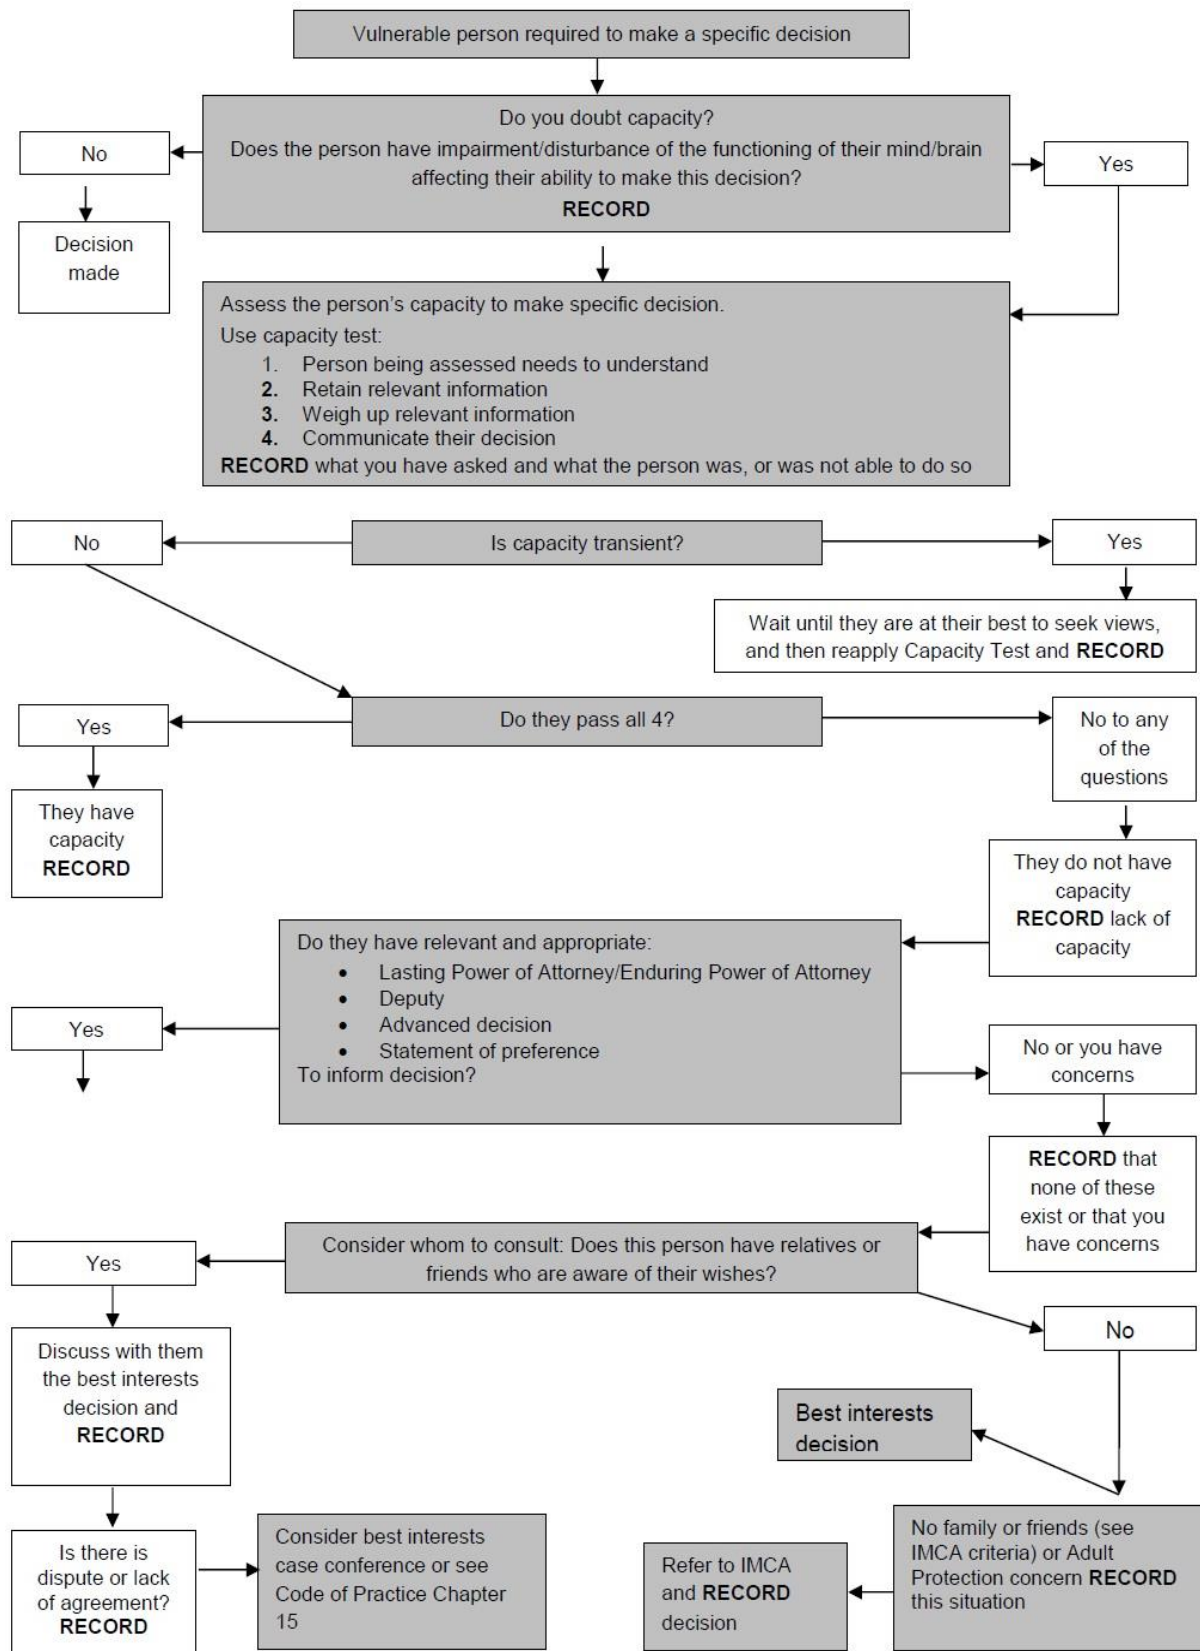 Vulnerable person required to make a specific decision
Do you doubt capacity?
Does the person have impairment/disturbance of the functioning of their mind/brain
affecting their ability to make this decision?
RECORD
No
Yes
Decision
made
Assess the person's capacity to make specific decision.
Use capacity test:
1. Person being assessed needs to understand
2. Retain relevant information
3. Weigh up relevant information
4. Communicate their decision
RECORD what you have asked and what the person was, or was not able to do so
No
Is capacity transient?
Yes
Wait until they are at their best to seek views,
and then reapply Capacity Test and RECORD
Yes
Do they pass all 4?
No to any
of the
questions
They have
capacity
RECORD
They do not have
capacity
RECORD lack of
capacity
Do they have relevant and appropriate:
• Lasting Power of Attorney/Enduring Power of Attorney
• Deputy
• Advanced decision
• Statement of preference
To inform decision?
Yes
No or you have
concerns
RECORD that
none of these
exist or that you
have concerns
Consider whom to consult: Does this person have relatives or
friends who are aware of their wishes?
Yes
No
Discuss with them
the best interests
decision and
RECORD
Best interests
decision
Is there is
dispute or lack
of agreement?
RECORD
Consider best interests
case conference or see
Code of Practice Chapter
15
Refer to IMCA
and RECORD
decision
No family or friends (see
IMCA criteria) or Adult
Protection concern RECORD
this situation